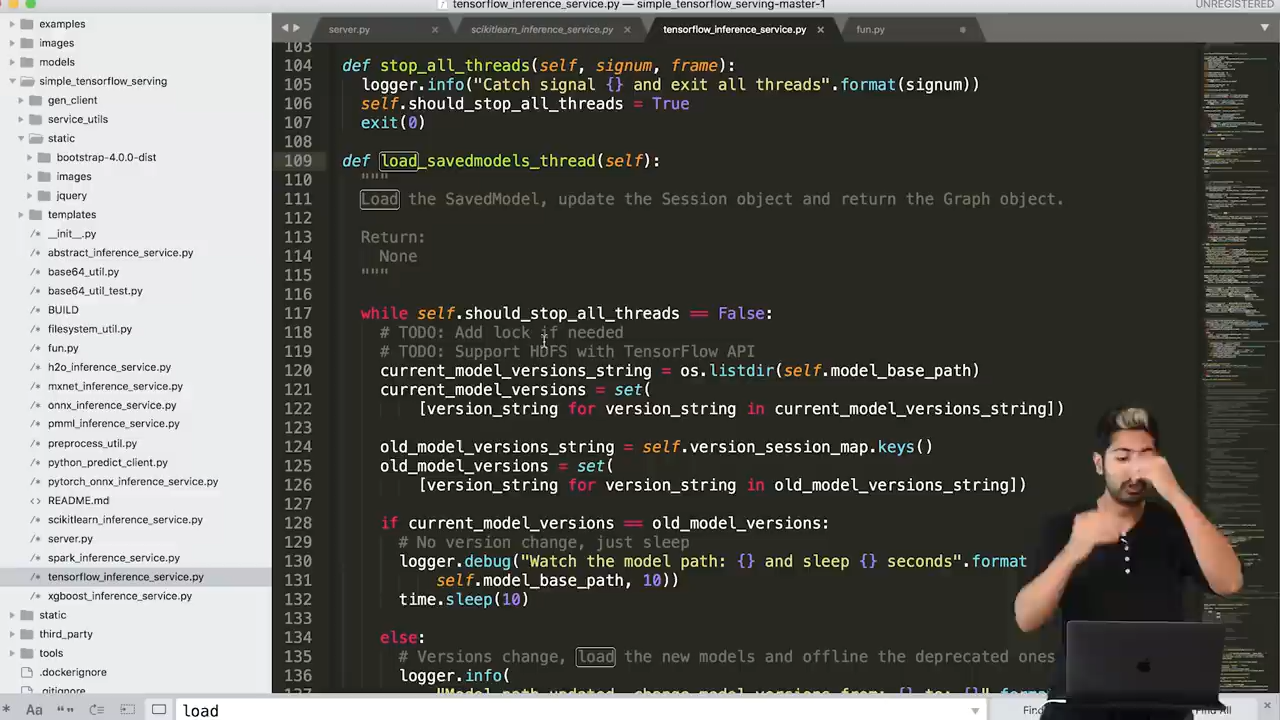 tensorflow_inference_service.py — simple_tensorflow_serving-master-1
UNREGISTERED
server.py
scikitlearn_inference_service.py
tensorflow_inference_service.py
fun.py
examples
images
models
simple_tensorflow_serving
gen_client
service_utils
static
bootstrap-4.0.0-dist
images
jquery
templates
__init__.py
abstract_inference_service.py
base64_util.py
base64_util_test.py
BUILD
filesystem_util.py
fun.py
h2o_inference_service.py
mxnet_inference_service.py
onnx_inference_service.py
pmml_inference_service.py
preprocess_util.py
python_predict_client.py
pytorch_onnx_inference_service.py
README.md
scikitlearn_inference_service.py
server.py
spark_inference_service.py
tensorflow_inference_service.py
xgboost_inference_service.py
static
third_party
tools
.dockerignore
.gitignore
103
104 def stop_all_threads(self, signum, frame):
105 logger.info("Catch signal {} and exit all threads".format(signum))
106 self.should_stop_all_threads = True
107 exit(0)
108
109 def load_savedmodels_thread(self):
110 """
111 Load the SavedModel, update the Session object and return the Graph object.
112
113 Return:
114 None
115 """
116
117 while self.should_stop_all_threads == False:
118 # TODO: Add lock if needed
119 # TODO: Support HDFS with TensorFlow API
120 current_model_versions_string = os.listdir(self.model_base_path)
121 current_model_versions = set(
122 [version_string for version_string in current_model_versions_string])
123
124 old_model_versions_string = self.version_session_map.keys()
125 old_model_versions = set(
126 [version_string for version_string in old_model_versions_string])
127
128 if current_model_versions == old_model_versions:
129 # No version change, just sleep
130 logger.debug("Watch the model path: {} and sleep {} seconds".format
131 self.model_base_path, 10))
132 time.sleep(10)
133
134 else:
135 # Versions change, load the new models and offline the deprecated ones
136 logger.info(
137
Aa
load
Find All